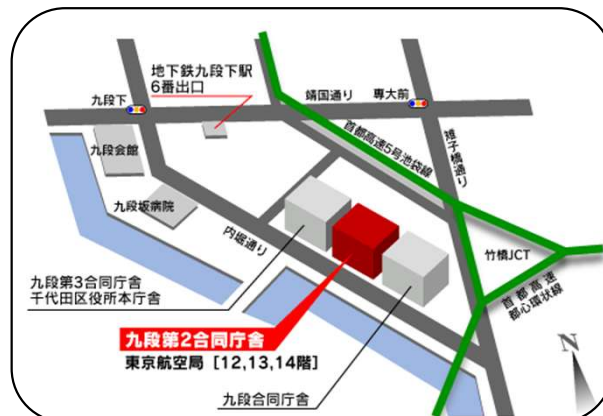 地下鉄九段下駅
6番出口
九段下
靖国通り
専大前
九段会館
首都高速5号池袋線
雉子橋通り
九段坂病院
内堀通り
竹橋JCT
九段第3合同庁舎
千代田区役所本庁舎
首都高速
都心環状線
九段第2合同庁舎
東京航空局［12,13,14階］
九段合同庁舎
N